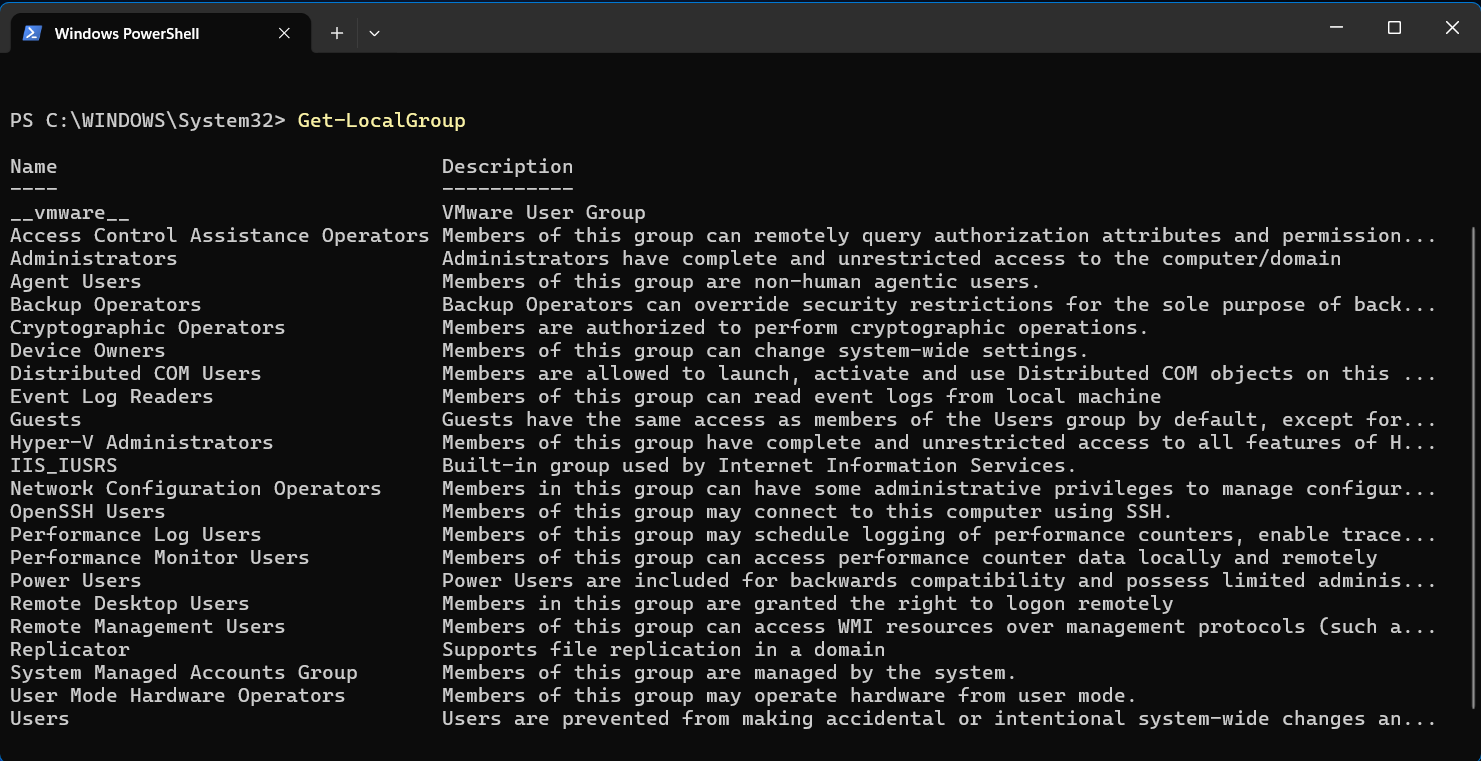 Windows PowerShell
PS C:\WINDOWS\System32> Get-LocalGroup
Name Description
---- -----------
__vmware__ VMware User Group
Access Control Assistance Operators Members of this group can remotely query authorization attributes and permission...
Administrators Administrators have complete and unrestricted access to the computer/domain
Agent Users Members of this group are non-human agentic users.
Backup Operators Backup Operators can override security restrictions for the sole purpose of back...
Cryptographic Operators Members are authorized to perform cryptographic operations.
Device Owners Members of this group can change system-wide settings.
Distributed COM Users Members are allowed to launch, activate and use Distributed COM objects on this ...
Event Log Readers Members of this group can read event logs from local machine
Guests Guests have the same access as members of the Users group by default, except for...
Hyper-V Administrators Members of this group have complete and unrestricted access to all features of H...
IIS_IUSRS Built-in group used by Internet Information Services.
Network Configuration Operators Members in this group can have some administrative privileges to manage configur...
OpenSSH Users Members of this group may connect to this computer using SSH.
Performance Log Users Members of this group may schedule logging of performance counters, enable trace...
Performance Monitor Users Members of this group can access performance counter data locally and remotely
Power Users Power Users are included for backwards compatibility and possess limited adminis...
Remote Desktop Users Members in this group are granted the right to logon remotely
Remote Management Users Members of this group can access WMI resources over management protocols (such a...
Replicator Supports file replication in a domain
System Managed Accounts Group Members of this group are managed by the system.
User Mode Hardware Operators Members of this group may operate hardware from user mode.
Users Users are prevented from making accidental or intentional system-wide changes an...